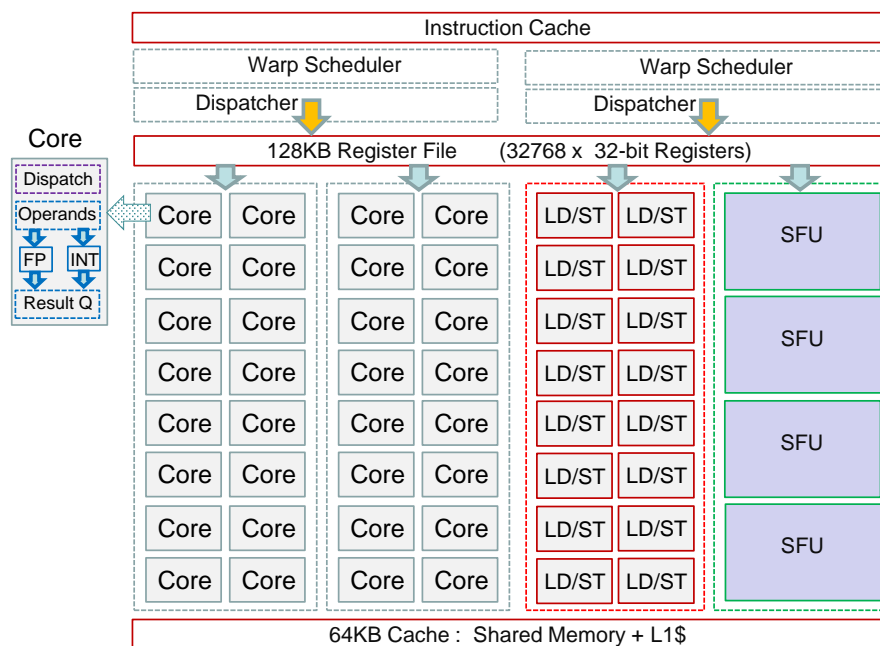 Instruction Cache
Warp Scheduler
Warp Scheduler
Dispatcher
Dispatcher
128KB Register File (32768 x 32-bit Registers)
Core
Dispatch
Operands
FP INT
Result Q
Core Core Core Core LD/ST LD/ST SFU
Core Core Core Core LD/ST LD/ST
Core Core Core Core LD/ST LD/ST SFU
Core Core Core Core LD/ST LD/ST
Core Core Core Core LD/ST LD/ST SFU
Core Core Core Core LD/ST LD/ST
Core Core Core Core LD/ST LD/ST SFU
Core Core Core Core LD/ST LD/ST
64KB Cache : Shared Memory + L1$